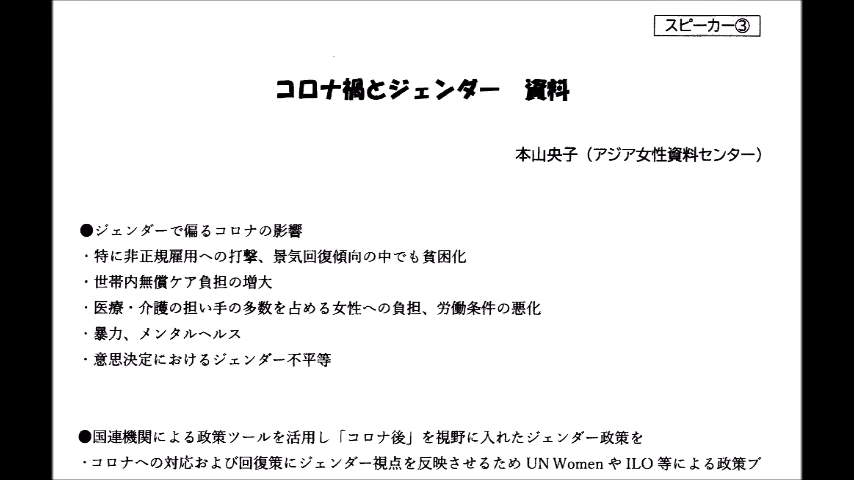 スピーカー③
コロナ禍とジェンダー　資料
本山央子（アジア女性資料センター）
●ジェンダーで偏るコロナの影響
・特に非正規雇用への打撃、景気回復傾向の中でも貧困化
・世帯内無償ケア負担の増大
・医療・介護の担い手の多数を占める女性への負担、労働条件の悪化
・暴力、メンタルヘルス
・意思決定におけるジェンダー不平等
●国連機関による政策ツールを活用し「コロナ後」を視野に入れたジェンダー政策を
・コロナへの対応および回復策にジェンダー視点を反映させるため UN Women や ILO 等による政策ブ